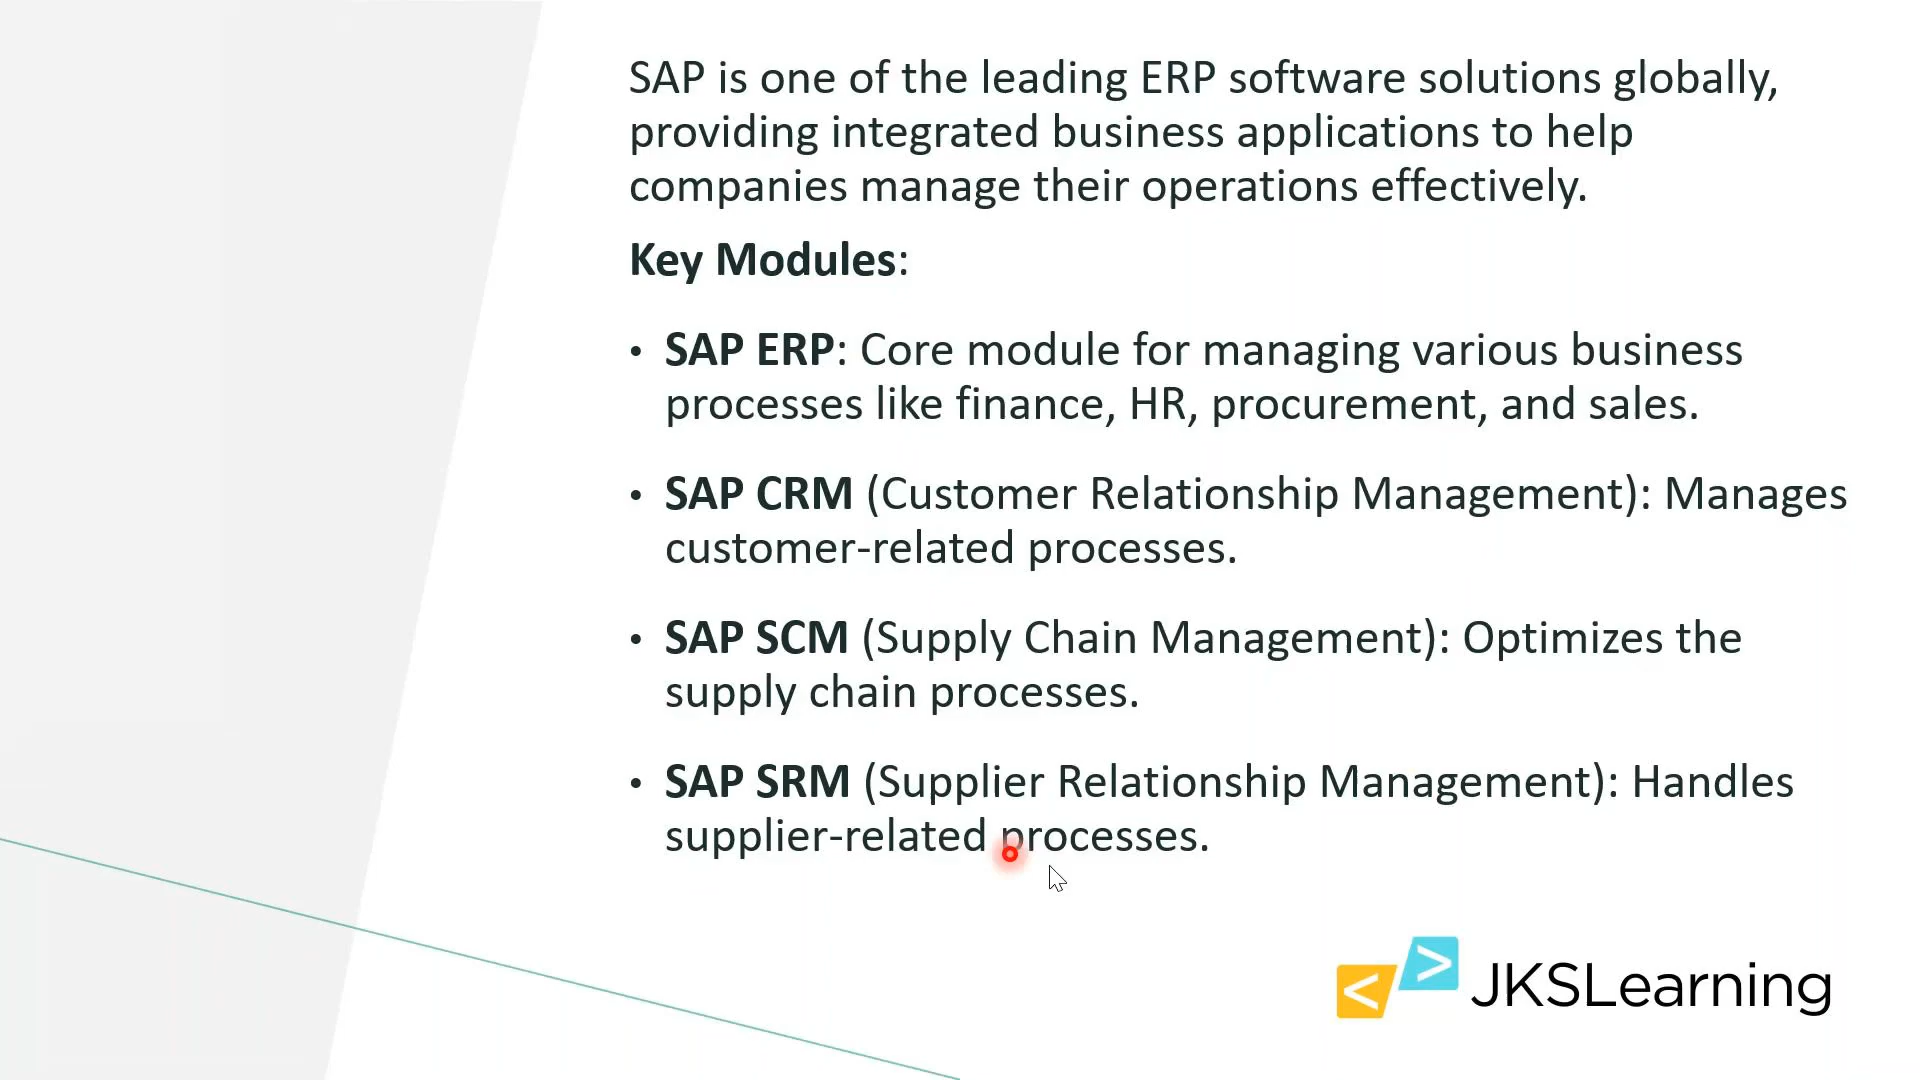 SAP is one of the leading ERP software solutions globally,
providing integrated business applications to help
companies manage their operations effectively.
Key Modules:
• SAP ERP: Core module for managing various business
processes like finance, HR, procurement, and sales.
• SAP CRM (Customer Relationship Management): Manages
customer-related processes.
• SAP SCM (Supply Chain Management): Optimizes the
supply chain processes.
• SAP SRM (Supplier Relationship Management): Handles
supplier-related processes.
< > JKSLearning